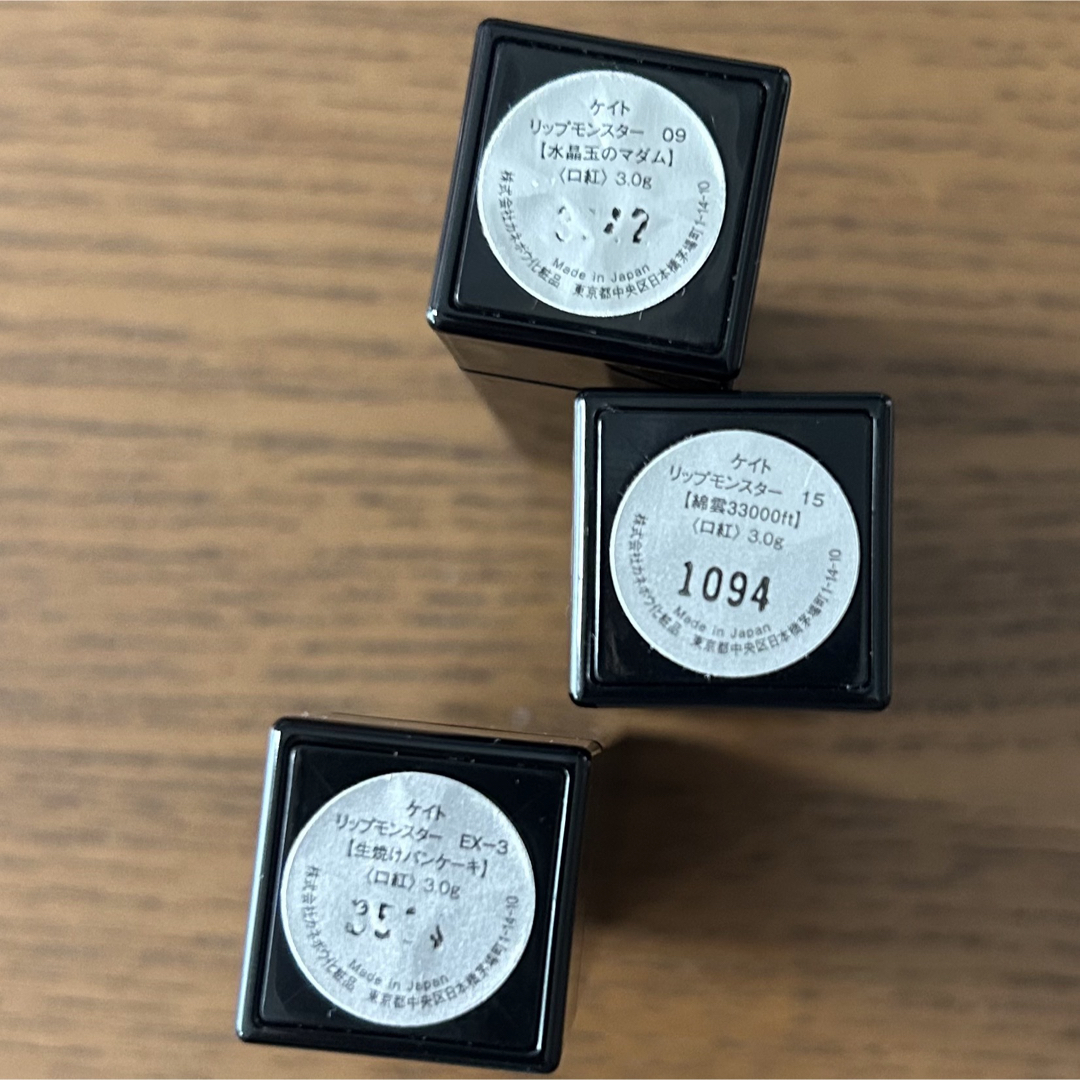 ケイト
リップモンスター 09
【水晶玉のマダム】
〈口紅〉3.0g
Made in Japan
株式会社カネボウ化粧品 東京都中央区日本橋茅場町1-14-10
ケイト
リップモンスター 15
【綿雲33000ft】
〈口紅〉3.0g
1094
Made in Japan
株式会社カネボウ化粧品 東京都中央区日本橋茅場町1-14-10
ケイト
リップモンスター EX-3
【生焼けパンケーキ】
〈口紅〉3.0g
Made in Japan
株式会社カネボウ化粧品 東京都中央区日本橋茅場町1-14-10